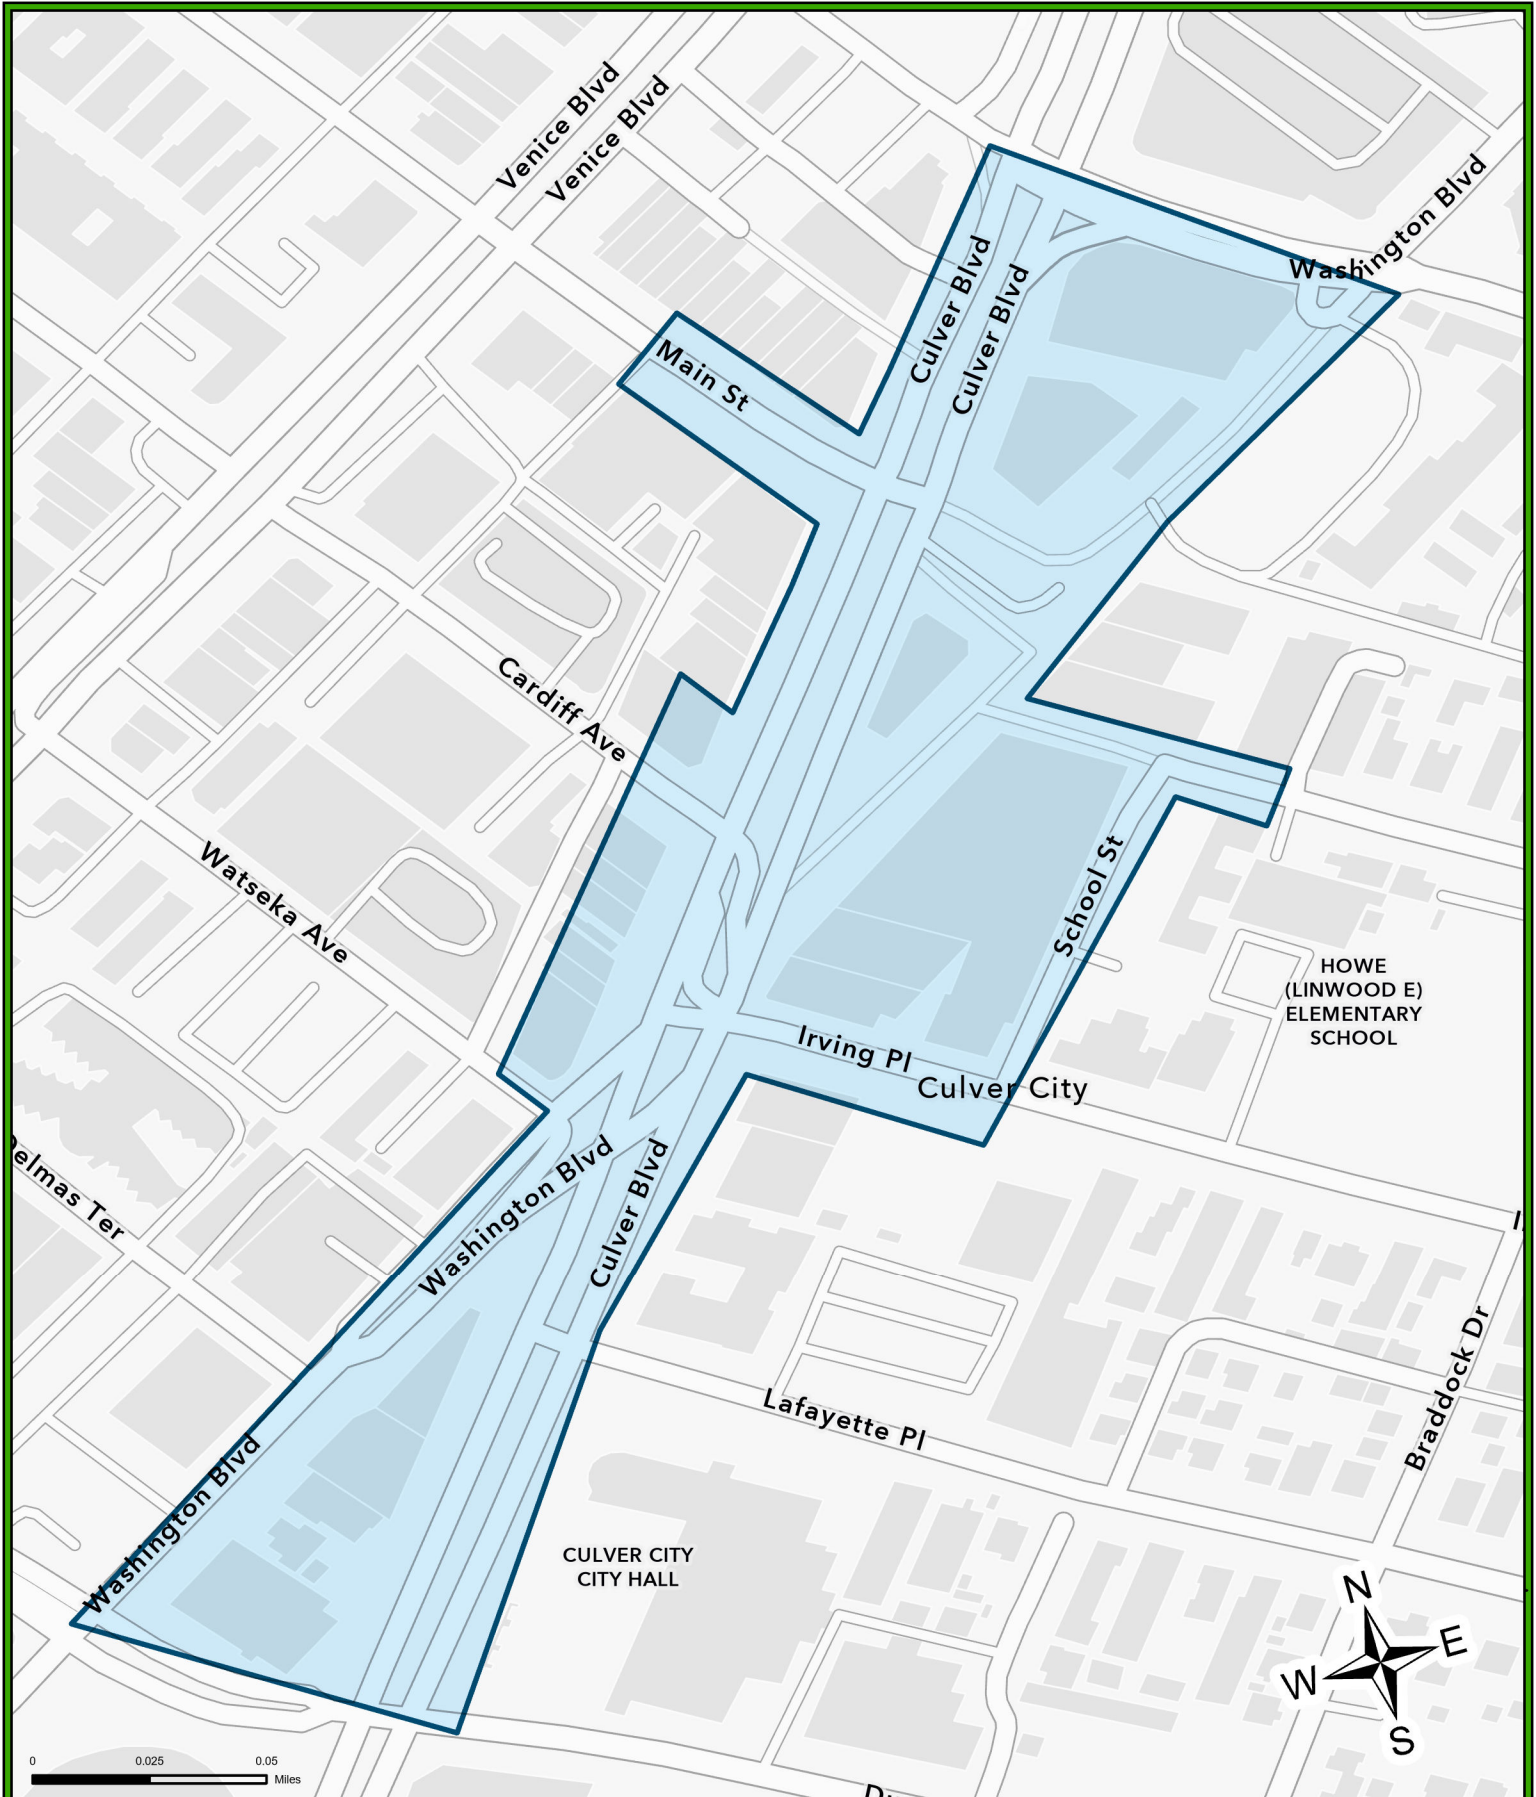 Venice Blvd
Venice Blvd
Washington Blvd
Culver Blvd
Culver Blvd
Main St
Cardiff Ave
Watseka Ave
School St
HOWE
(LINWOOD E)
ELEMENTARY
SCHOOL
Irving Pl
Culver City
Delmas Ter
Washington Blvd
Culver Blvd
Braddock Dr
Lafayette Pl
Washington Blvd
CULVER CITY
CITY HALL
N
E
W
S
0 0.025 0.05
Miles